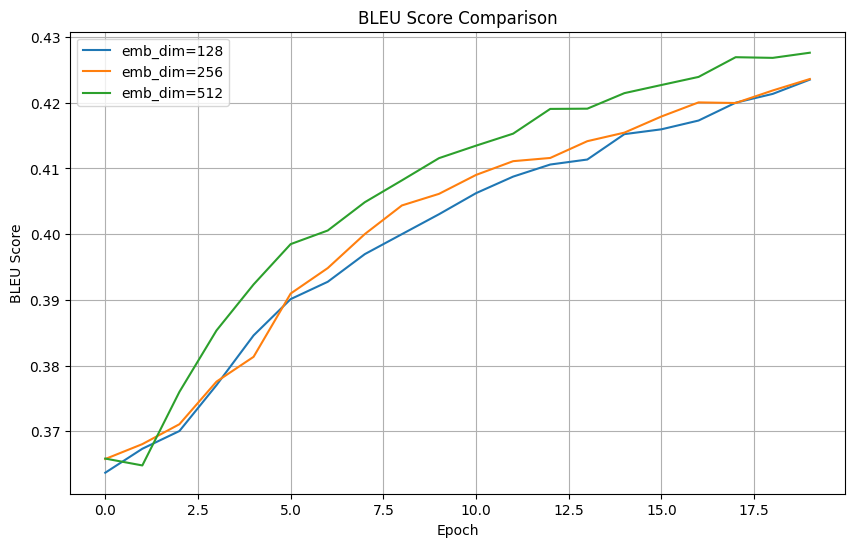 BLEU Score Comparison
emb_dim=128
emb_dim=256
emb_dim=512
BLEU Score
0.43
0.42
0.41
0.40
0.39
0.38
0.37
0.0 2.5 5.0 7.5 10.0 12.5 15.0 17.5
Epoch